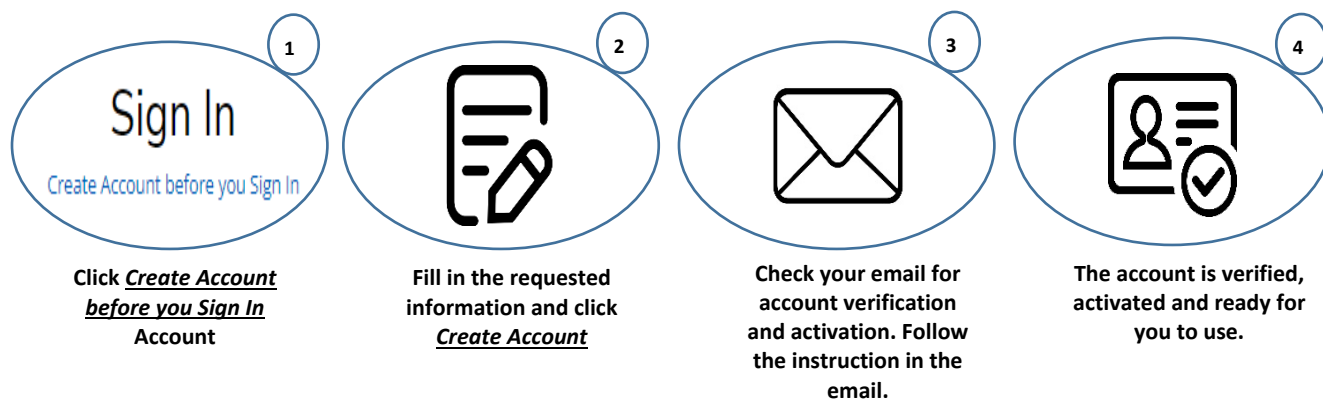 1
Sign In
Create Account before you Sign In
Click Create Account
before you Sign In
Account
2
Fill in the requested
information and click
Create Account
3
Check your email for
account verification
and activation. Follow
the instruction in the
email.
4
The account is verified,
activated and ready for
you to use.